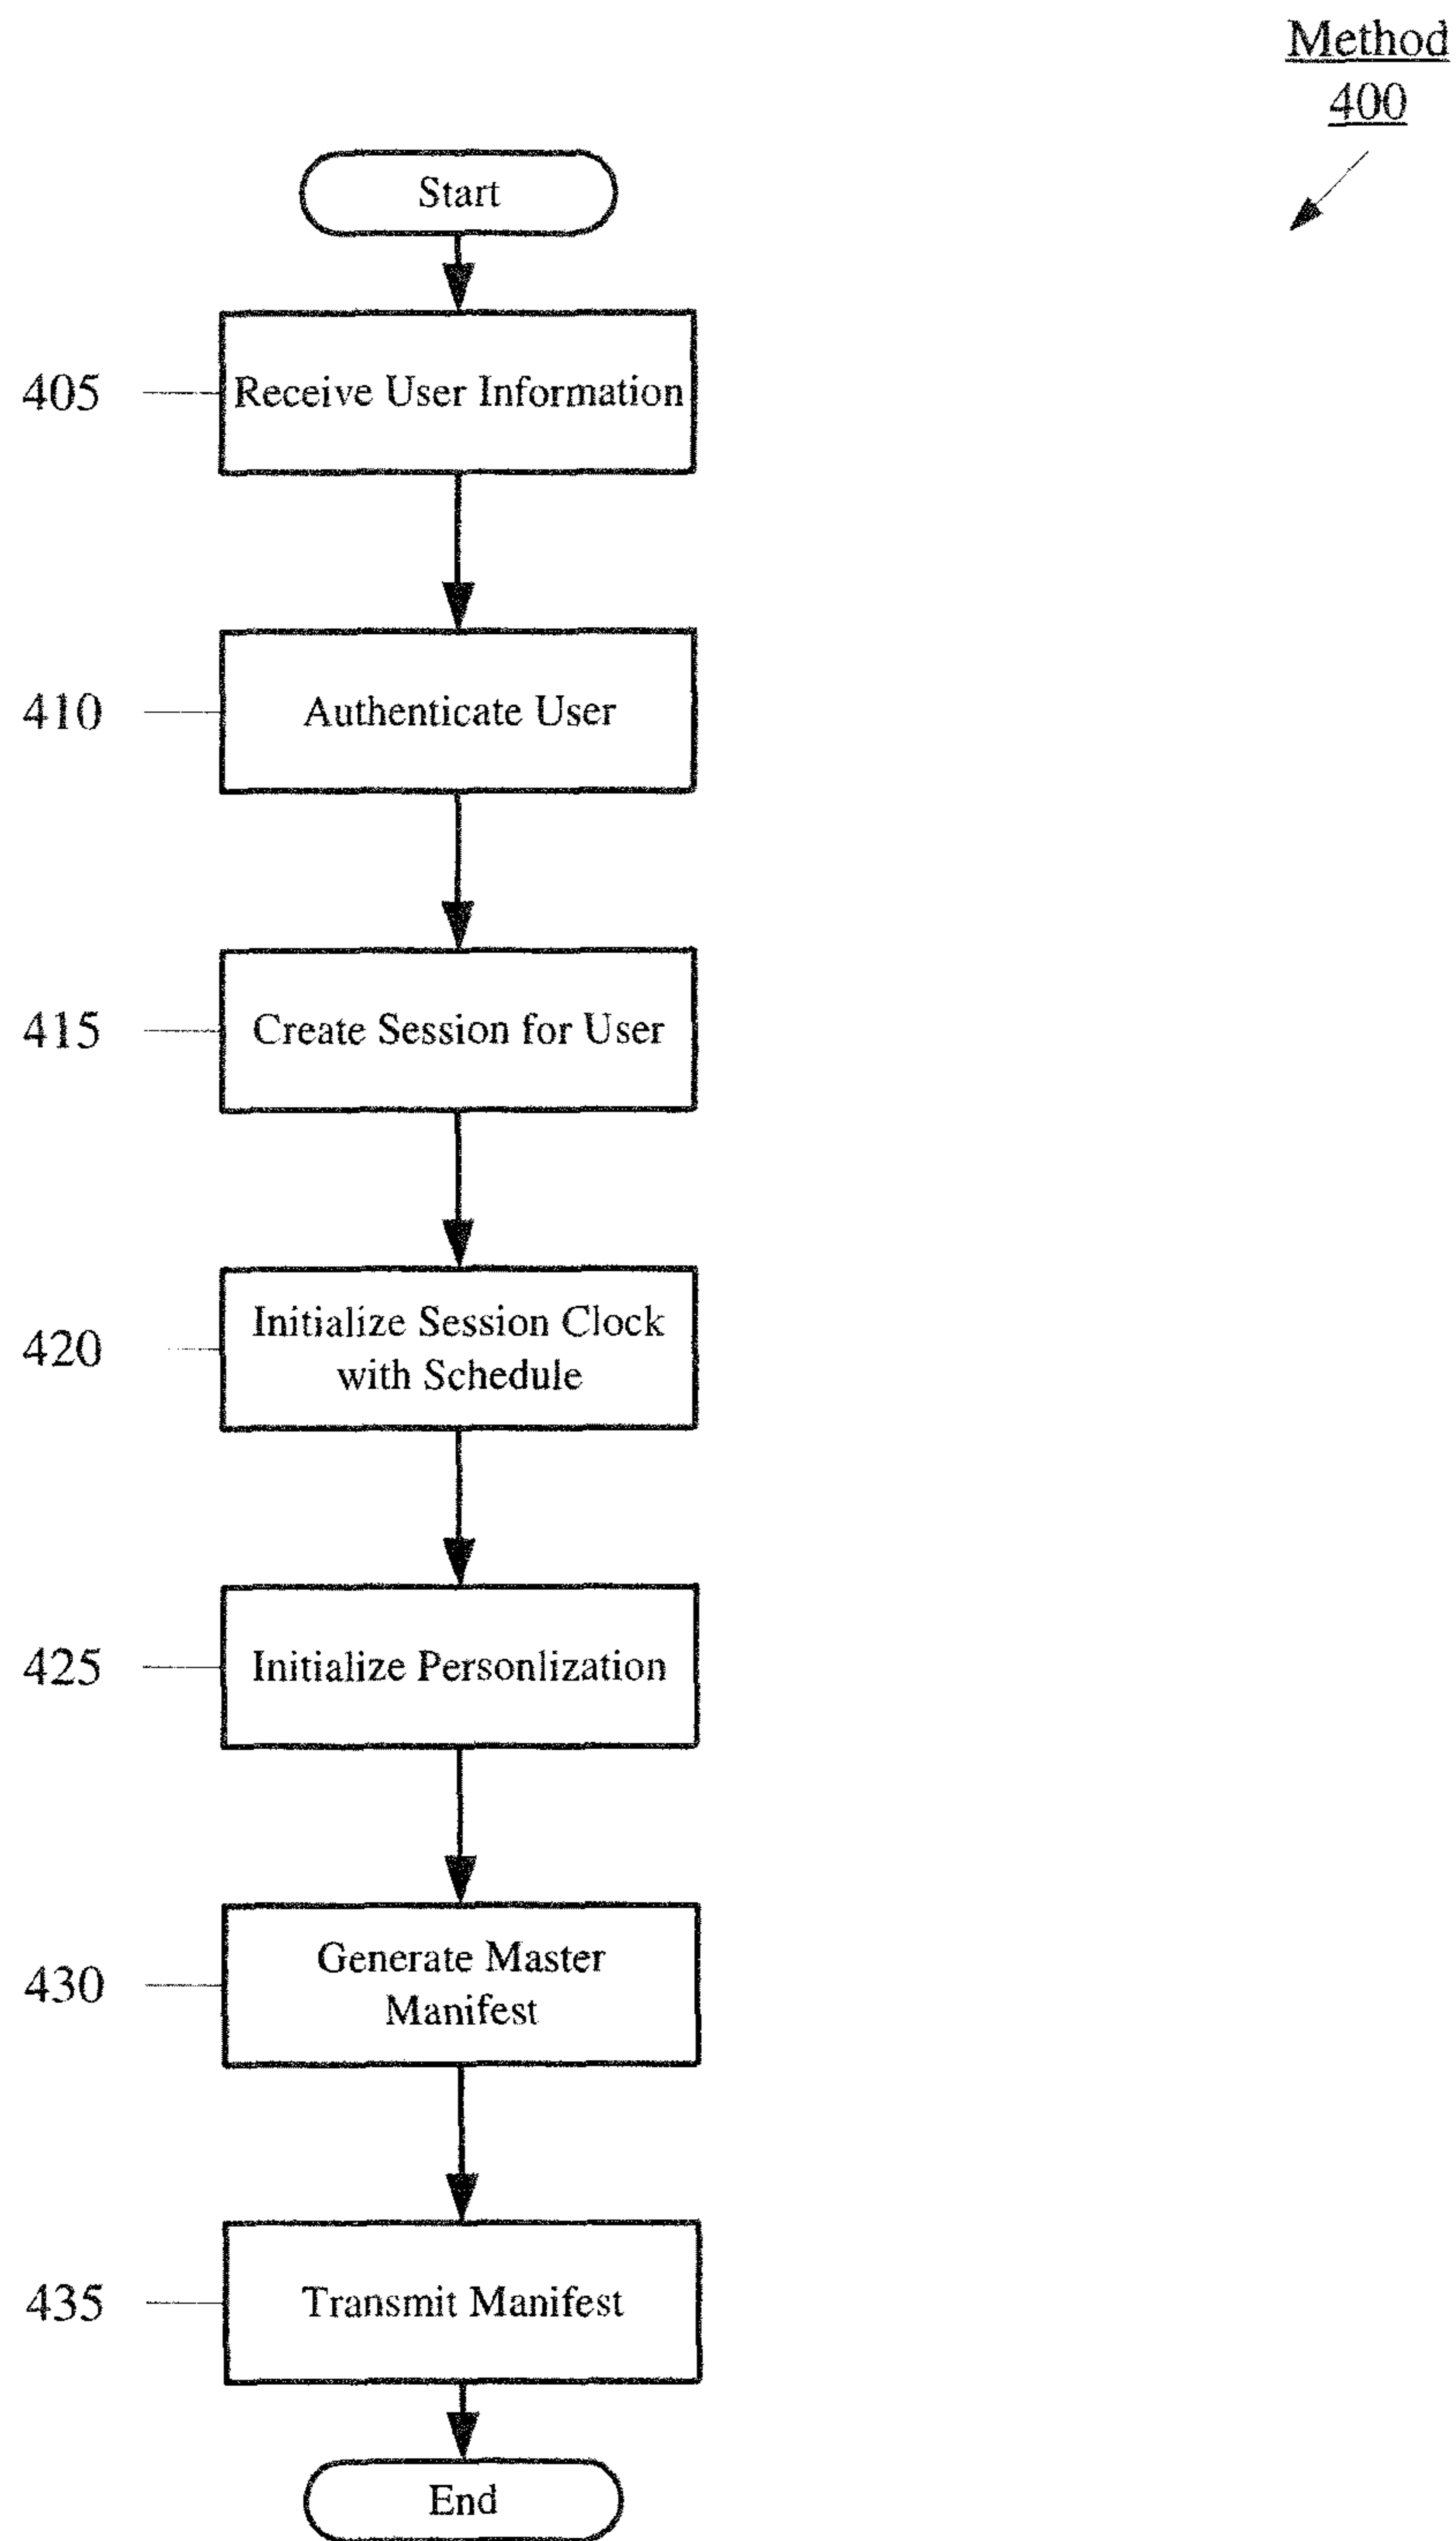 Method
400
Start
405
Receive User Information
410
Authenticate User
415
Create Session for User
420
Initialize Session Clock
with Schedule
425
Initialize Personlization
430
Generate Master
Manifest
435
Transmit Manifest
End